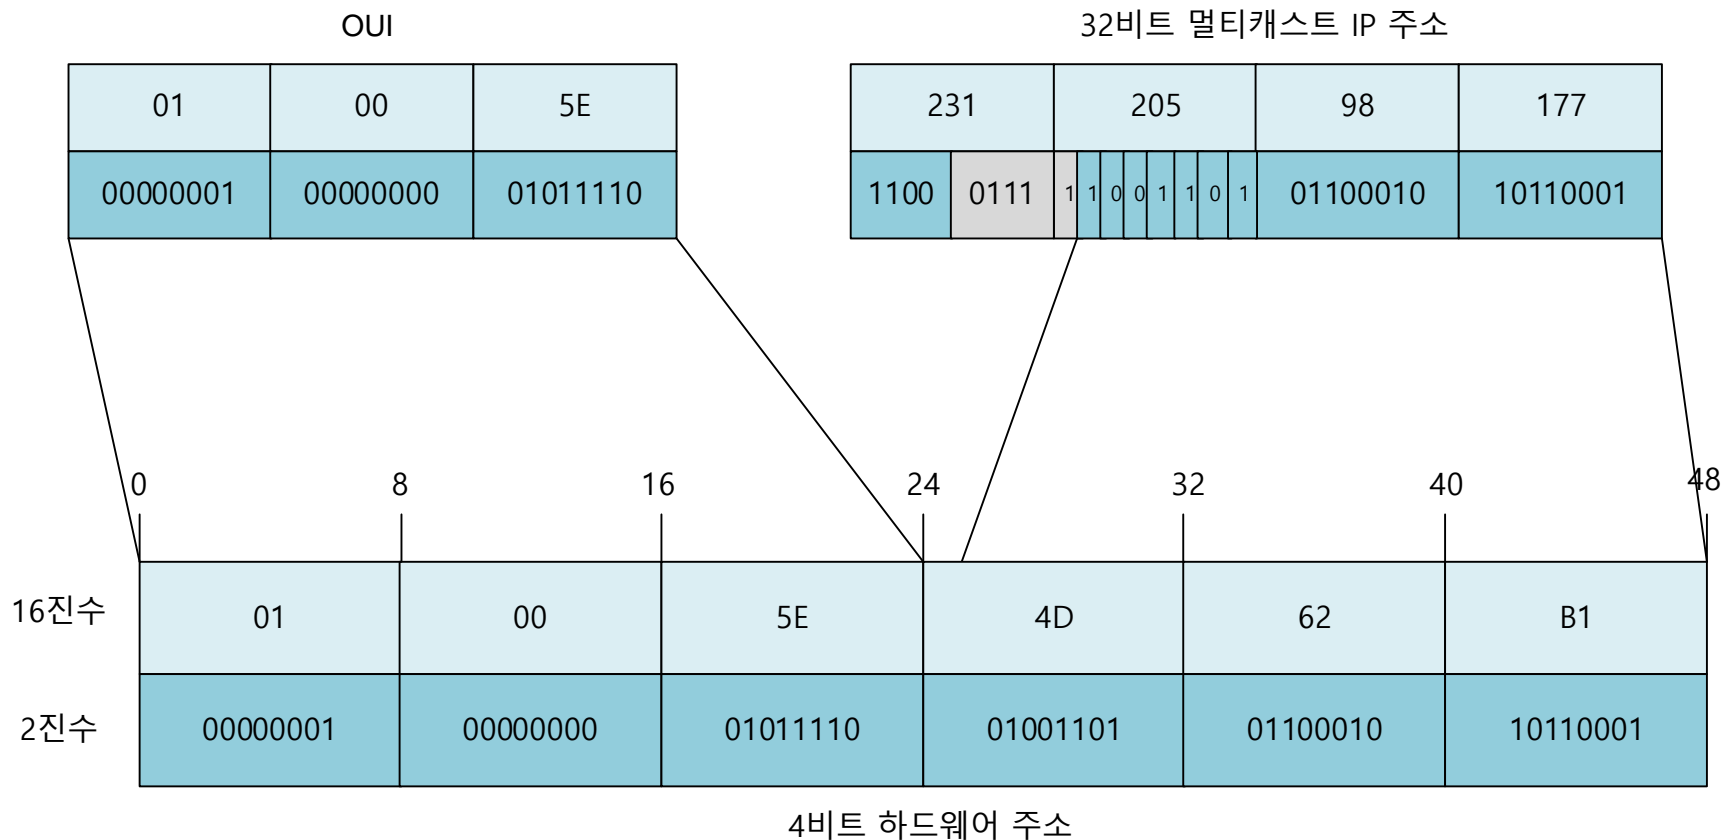 OUI
32비트 멀티캐스트 IP 주소
01 00 5E
231 205 98 177
00000001 00000000 01011110
1100 0111 1 1 0 0 1 1 0 1 01100010 10110001
0 8 16 24 32 40 48
16진수 01 00 5E 4D 62 B1
2진수 00000001 00000000 01011110 01001101 01100010 10110001
4비트 하드웨어 주소